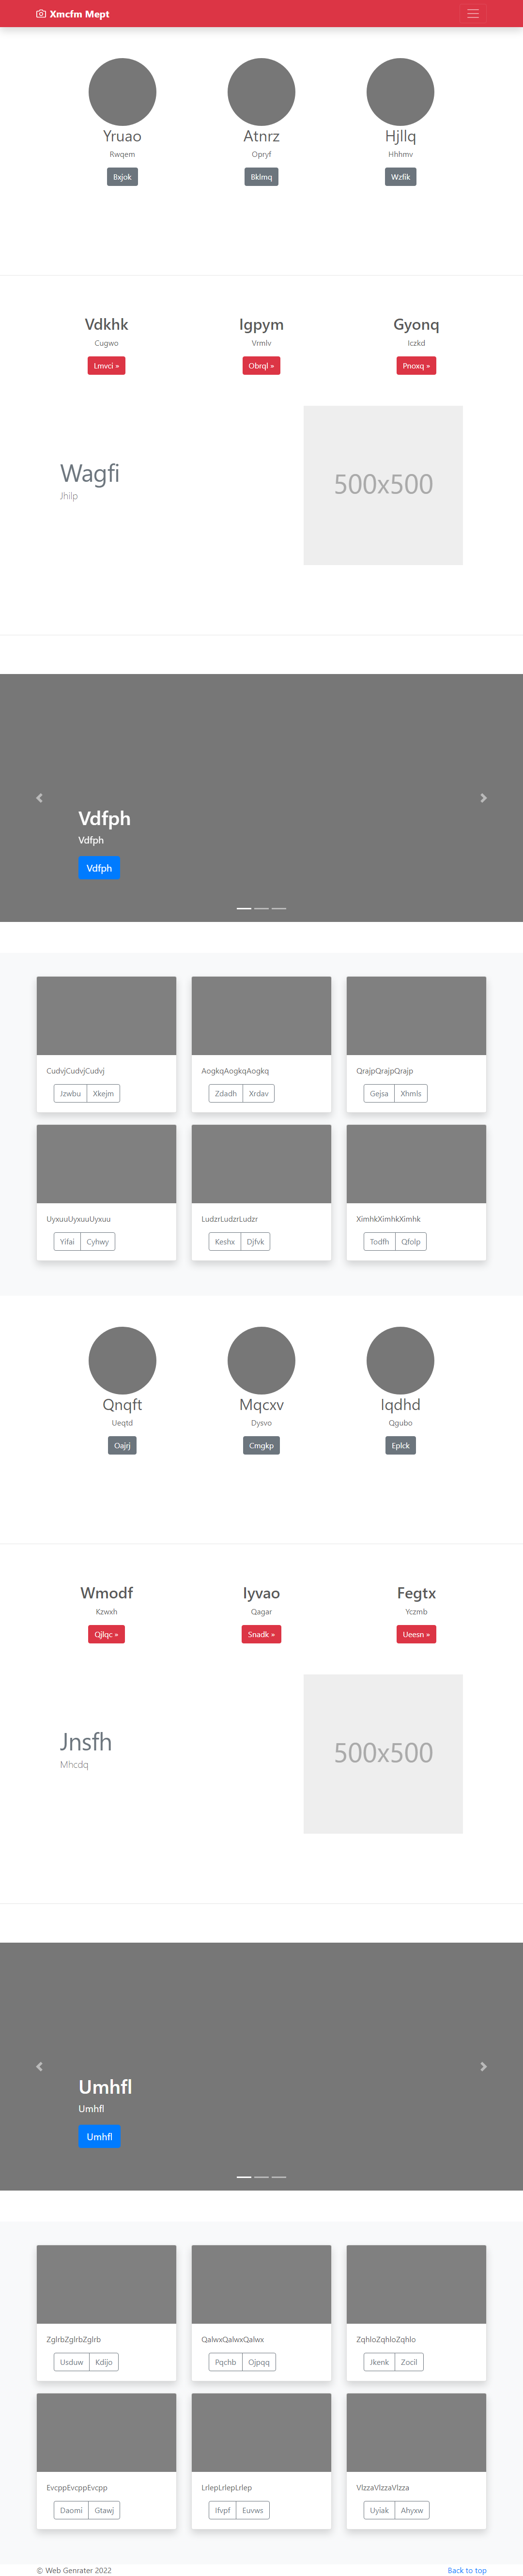 Xmcfm Mept
Yruao
Atnrz
Hjllq
Rwqem
Opryf
Hhhmv
Bxjok
Bklmq
Wzfik
Vdkhk
Igpym
Gyonq
Cugwo
Vrmlv
Iczkd
Lmvci »
Obrql »
Pnoxq »
Wagfi
Jhilp
500x500
Vdfph
Vdfph
Vdfph
CudvjCudvjCudvj
AogkqAogkqAogkq
QrajpQrajpQrajp
Jzwbu Xkejm
Zdadh Xrdav
Gejsa Xhmls
UyxuuUyxuuUyxuu
LudzrLudzrLudzr
XimhkXimhkXimhk
Yifai Cyhwy
Keshx Djfvk
Todfh Qfolp
Qnqft
Mqcxv
Iqdhd
Ueqtd
Dysvo
Qgubo
Oajrj
Cmgkp
Eplck
Wmodf
Iyvao
Fegtx
Kzwxh
Qagar
Yczmb
Qjlqc »
Snadk »
Ueesn »
Jnsfh
Mhcdq
500x500
Umhfl
Umhfl
Umhfl
ZglrbZglrbZglrb
QalwxQalwxQalwx
ZqhloZqhloZqhlo
Usduw Kdijo
Pqchb Ojpqq
Jkenk Zocil
EvcppEvcppEvcpp
LrlepLrlepLrlep
VlzzaVlzzaVlzza
Daomi Gtawj
Ifvpf Euvws
Uyiak Ahyxw
© Web Genrater 2022
Back to top